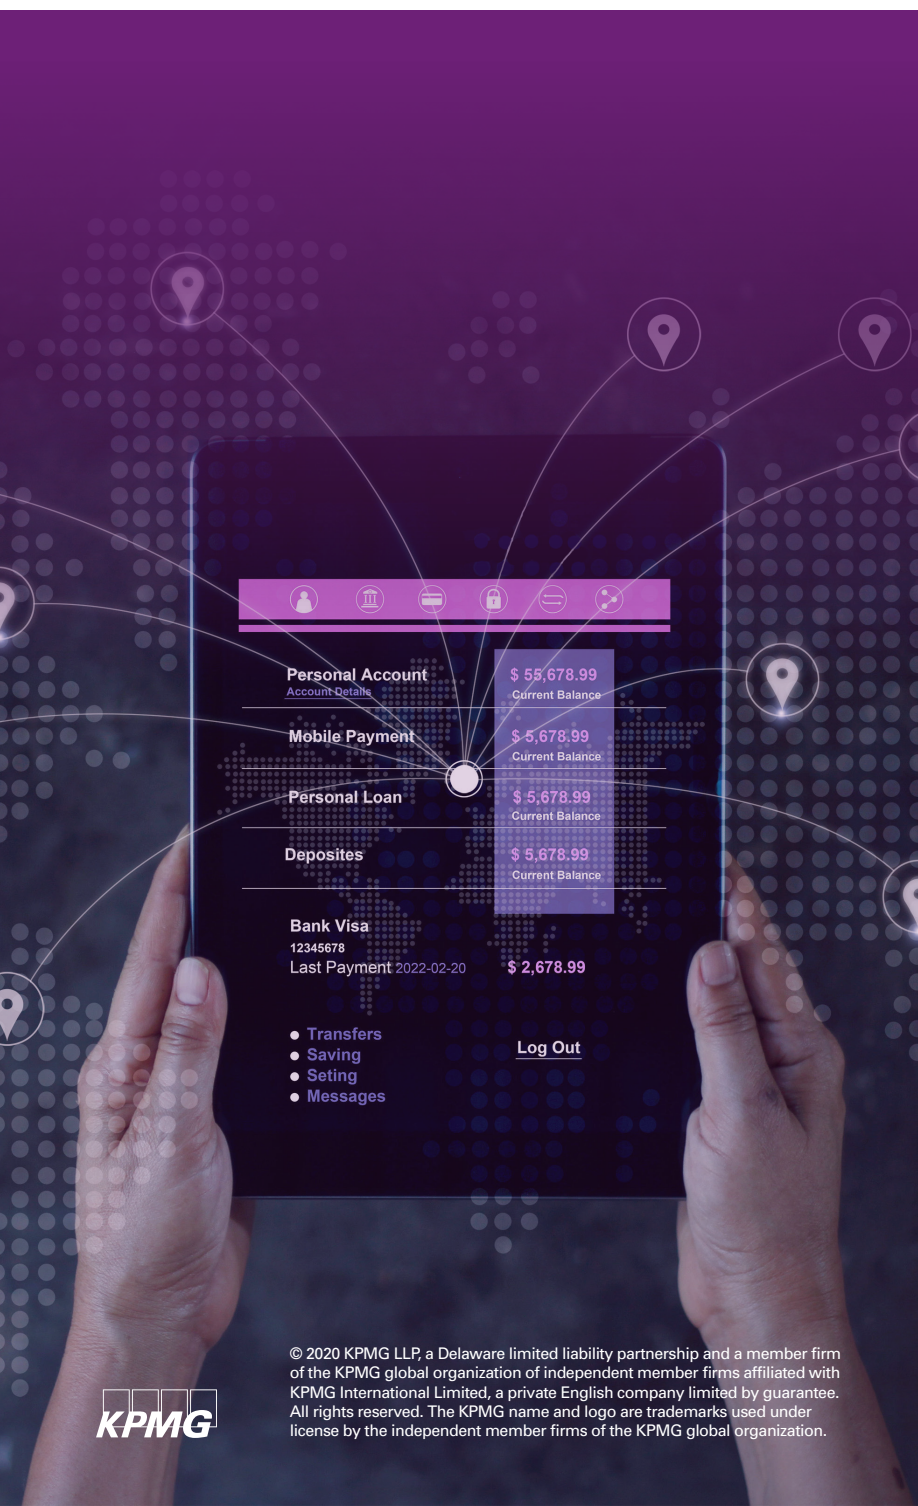 Personal Account $ 55,678.99
Account Details Current Balance
Mobile Payment $ 5,678.99
Current Balance
Personal Loan $ 5,678.99
Current Balance
Deposites $ 5,678.99
Current Balance
Bank Visa
12345678
Last Payment 2022-02-20 $ 2,678.99
Transfers
Saving
Seting
Messages
Log Out
KPMG
© 2020 KPMG LLP, a Delaware limited liability partnership and a member firm
of the KPMG global organization of independent member firms affiliated with
KPMG International Limited, a private English company limited by guarantee.
All rights reserved. The KPMG name and logo are trademarks used under
license by the independent member firms of the KPMG global organization.